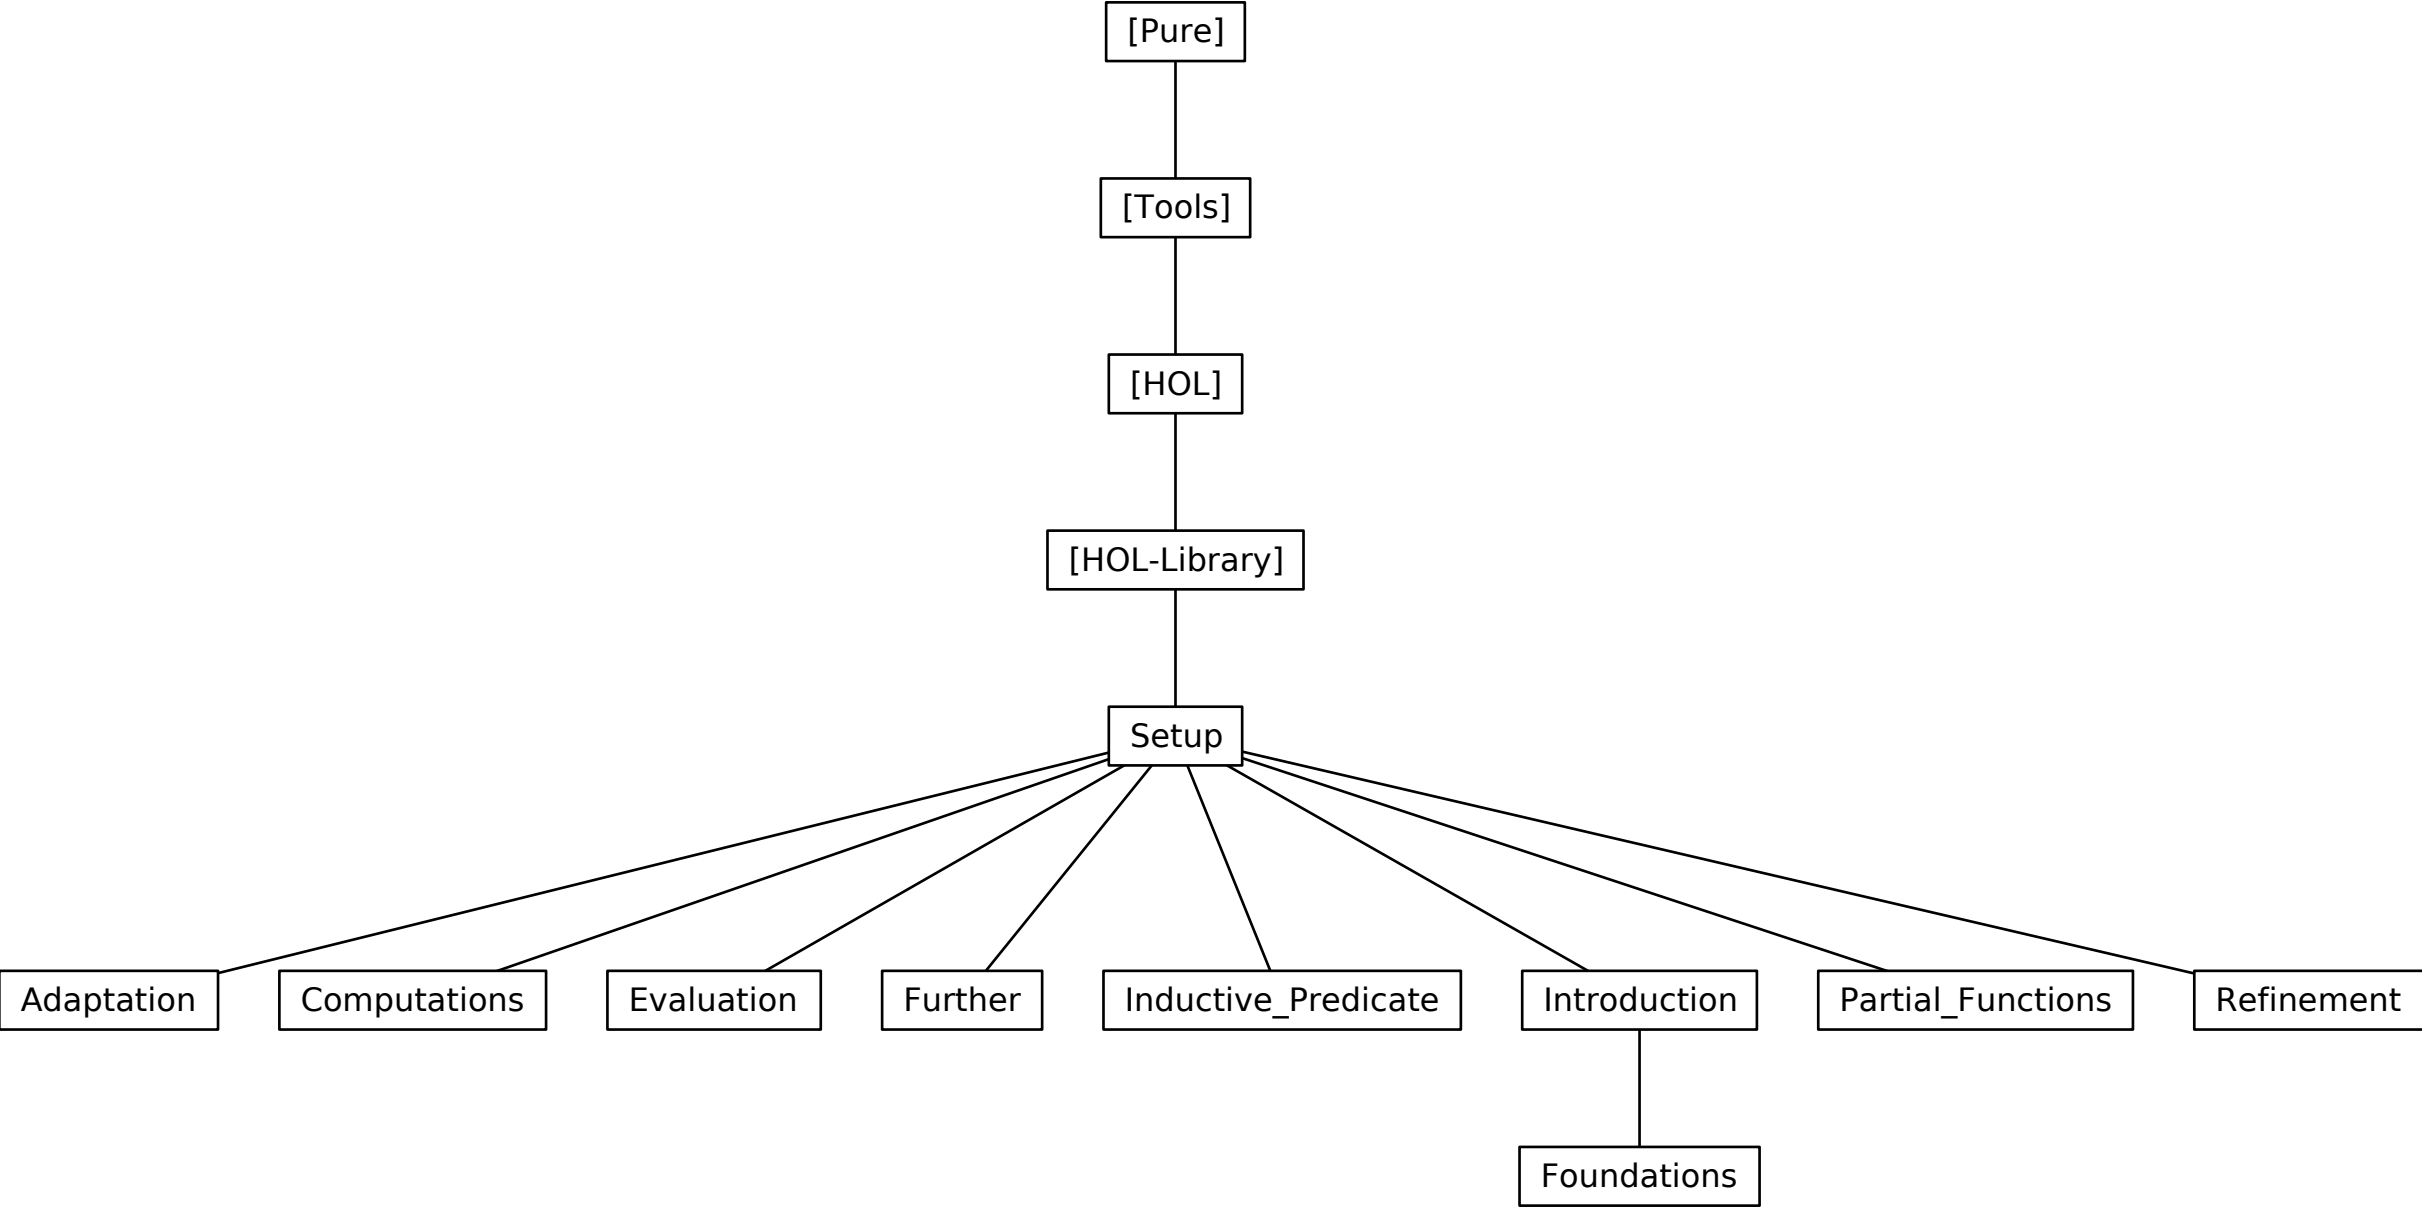 [Pure]
[Tools]
[HOL]
[HOL-Library]
Setup
Adaptation
Computations
Evaluation
Further
Inductive_Predicate
Introduction
Partial_Functions
Refinement
Foundations